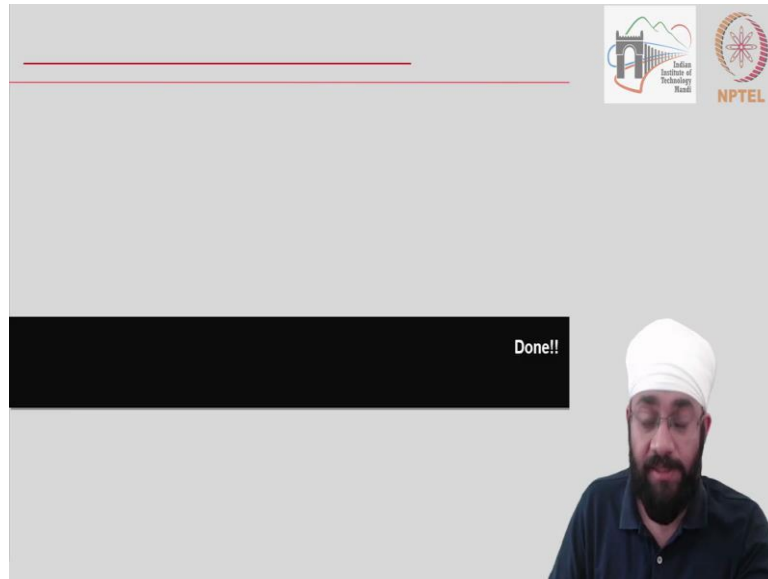 Indian
Institute of
Technology
Mandi
NPTEL
Done!!